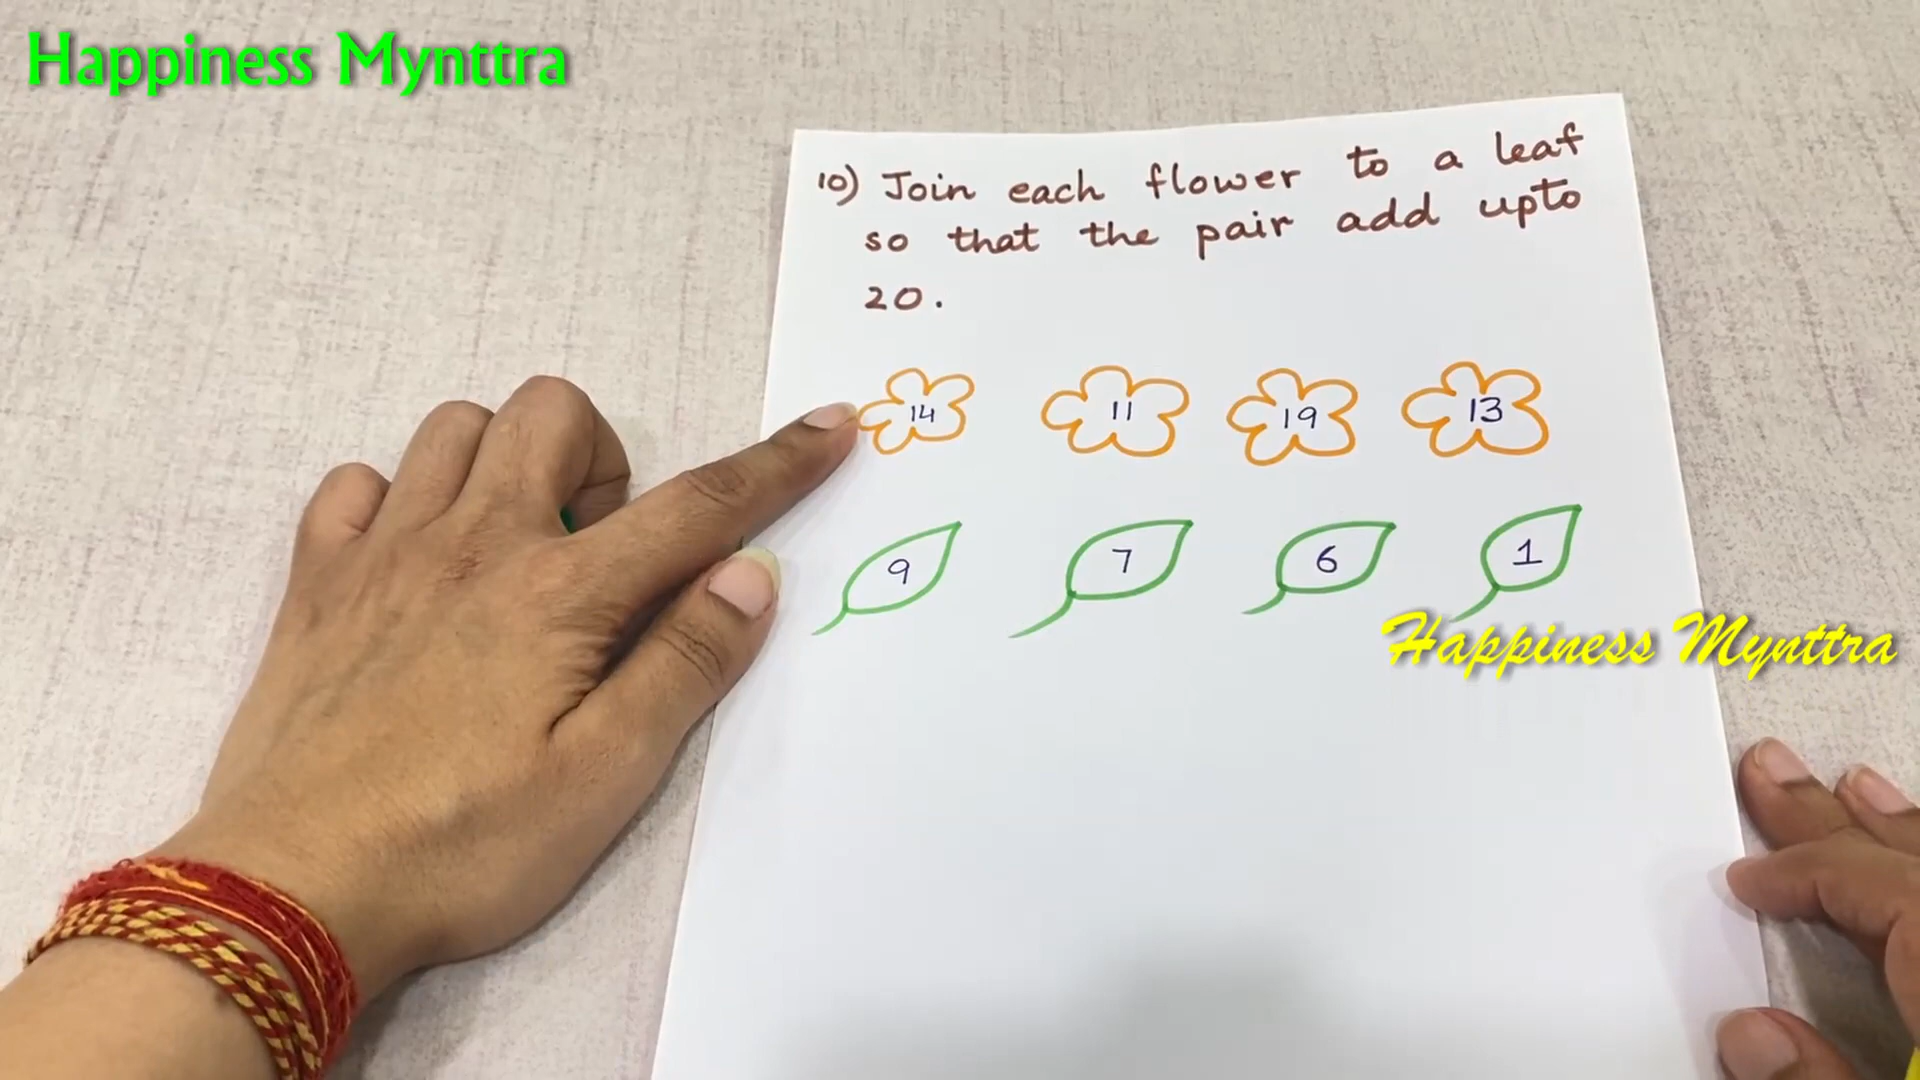 Happiness Mynttra
10) Join each flower to a leaf
so that the pair add upto
20.
14 11 19 13
9 7 6 1
Happiness Mynttra